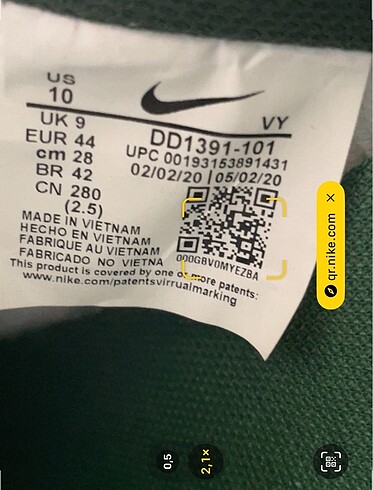 US
10
UK 9
EUR 44
cm 28
BR 42
CN 280
(2.5)
VY
DD1391-101
UPC 00193153891431
02/02/20 | 05/02/20
000GBV0MYEZBA
MADE IN VIETNAM
HECHO EN VIETNAM
FABRIQUE AU VIETNAM
FABRICADO NO VIETNA
This product is covered by one or more patents:
www.nike.com/patentsvirrualmarking
qr.nike.com ×
0,5
2,1×